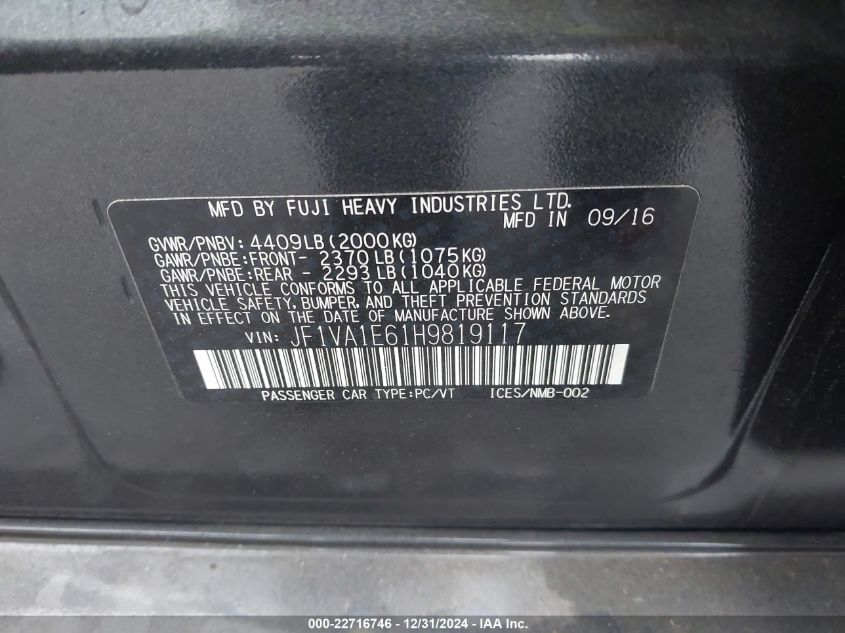 MFD BY FUJI HEAVY INDUSTRIES LTD.
MFD IN 09/16
GVWR/PNBV: 4409LB(2000KG)
GAWR/PNBE:FRONT- 2370LB(1075KG)
GAWR/PNBE:REAR - 2293LB(1040KG)
THIS VEHICLE CONFORMS TO ALL APPLICABLE FEDERAL MOTOR
VEHICLE SAFETY, BUMPER, AND THEFT PREVENTION STANDARDS
IN EFFECT ON THE DATE OF MANUFACTURE SHOWN ABOVE.
VIN: JF1VA1E61H9819117
PASSENGER CAR TYPE:PC/VT ICES/NMB-002
000-22716746 - 12/31/2024 - IAA Inc.